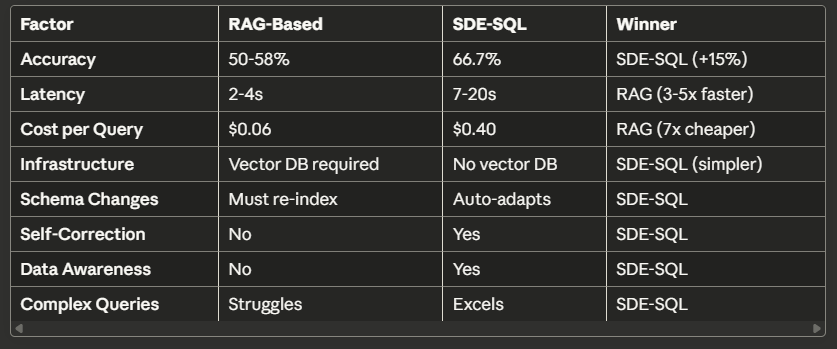 Factor RAG-Based SDE-SQL Winner
Accuracy 50-58% 66.7% SDE-SQL (+15%)
Latency 2-4s 7-20s RAG (3-5x faster)
Cost per Query $0.06 $0.40 RAG (7x cheaper)
Infrastructure Vector DB required No vector DB SDE-SQL (simpler)
Schema Changes Must re-index Auto-adapts SDE-SQL
Self-Correction No Yes SDE-SQL
Data Awareness No Yes SDE-SQL
Complex Queries Struggles Excels SDE-SQL